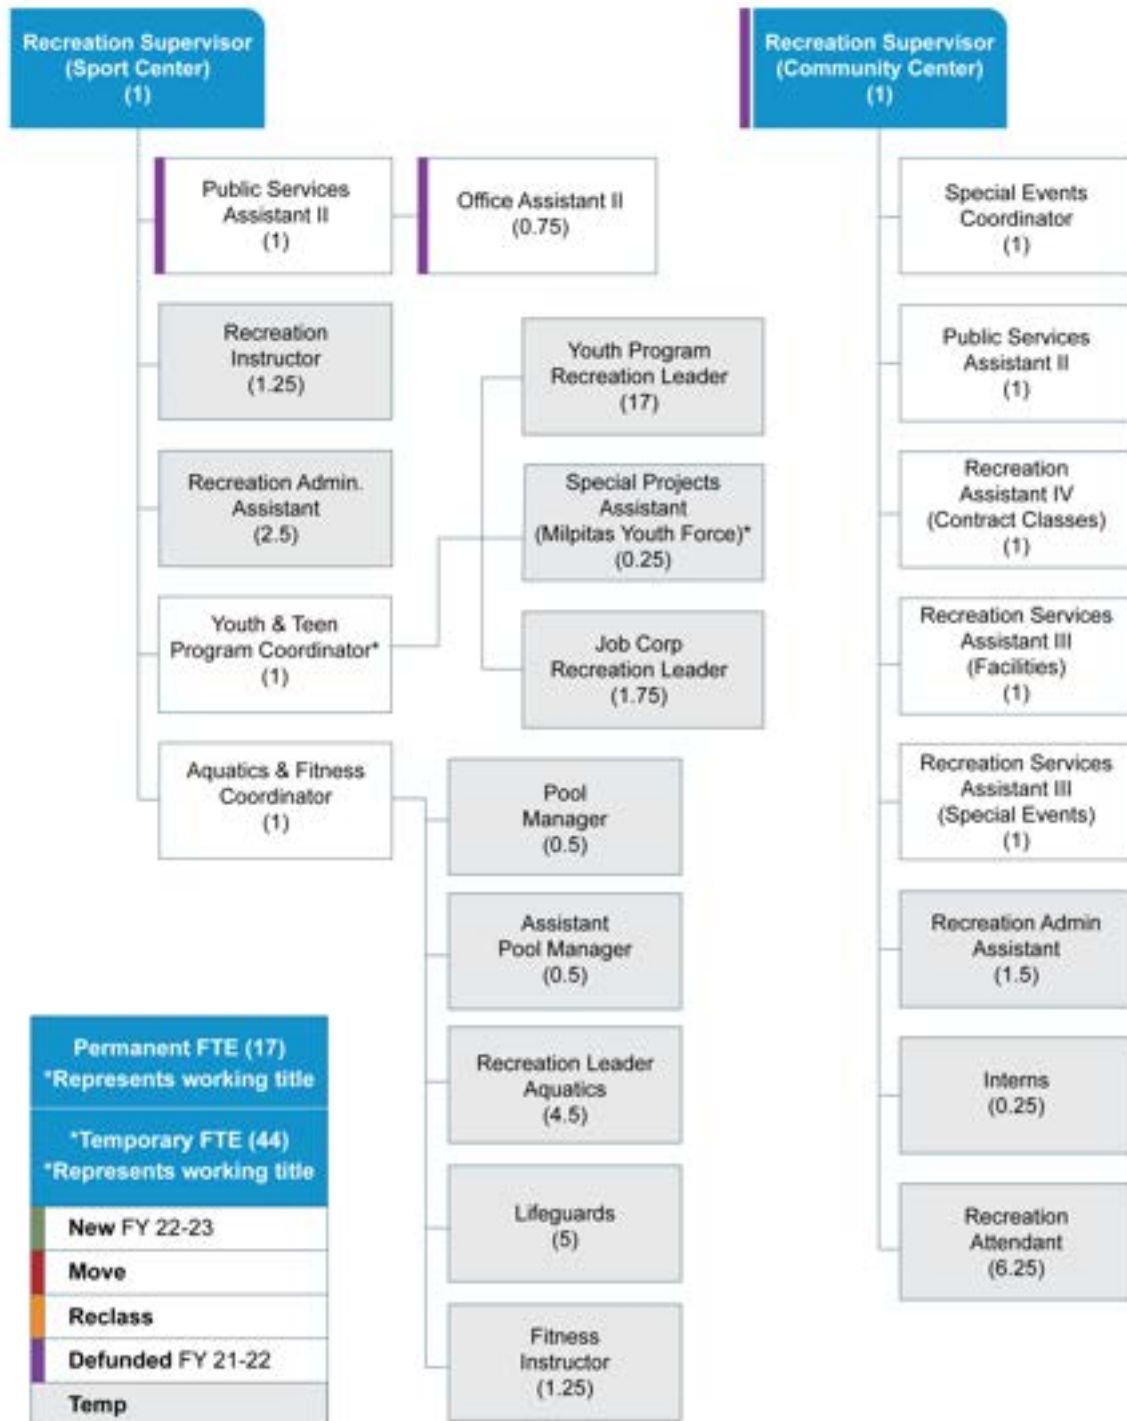 Recreation Supervisor
(Sport Center)
(1)
Public Services
Assistant II
(1)
Office Assistant II
(0.75)
Recreation
Instructor
(1.25)
Recreation Admin.
Assistant
(2.5)
Youth & Teen
Program Coordinator*
(1)
Youth Program
Recreation Leader
(17)
Special Projects
Assistant
(Milpitas Youth Force)*
(0.25)
Job Corp
Recreation Leader
(1.75)
Aquatics & Fitness
Coordinator
(1)
Pool
Manager
(0.5)
Assistant
Pool Manager
(0.5)
Recreation Leader
Aquatics
(4.5)
Lifeguards
(5)
Fitness
Instructor
(1.25)
Recreation Supervisor
(Community Center)
(1)
Special Events
Coordinator
(1)
Public Services
Assistant II
(1)
Recreation
Assistant IV
(Contract Classes)
(1)
Recreation Services
Assistant III
(Facilities)
(1)
Recreation Services
Assistant III
(Special Events)
(1)
Recreation Admin
Assistant
(1.5)
Interns
(0.25)
Recreation
Attendant
(6.25)
Permanent FTE (17)
*Represents working title
*Temporary FTE (44)
*Represents working title
New FY 22-23
Move
Reclass
Defunded FY 21-22
Temp